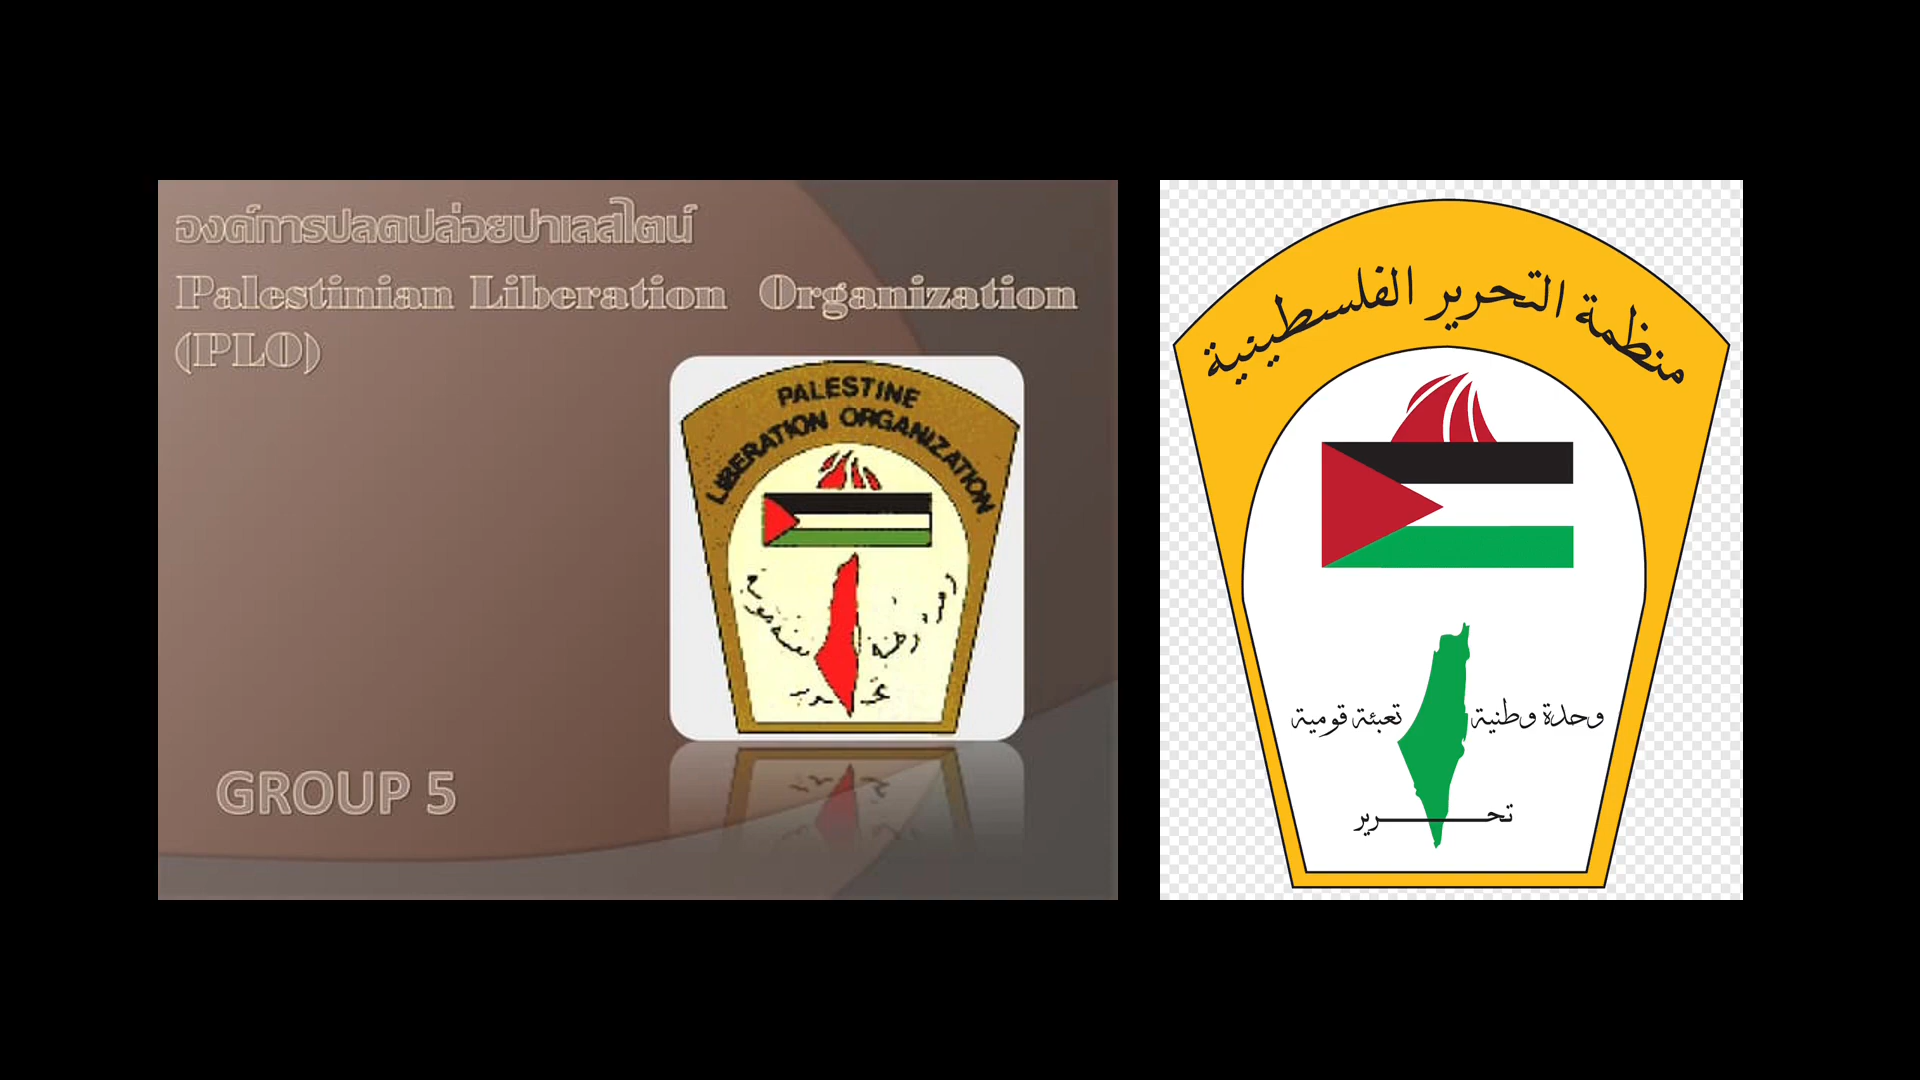 องค์การปลดปล่อยปาเลสไตน์
Palestinian Liberation Organization
(PLO)
PALESTINE
LIBERATION ORGANIZATION
GROUP 5
منظمة التحرير الفلسطينية
وحدة وطنية تعبئة قومية
تحرير